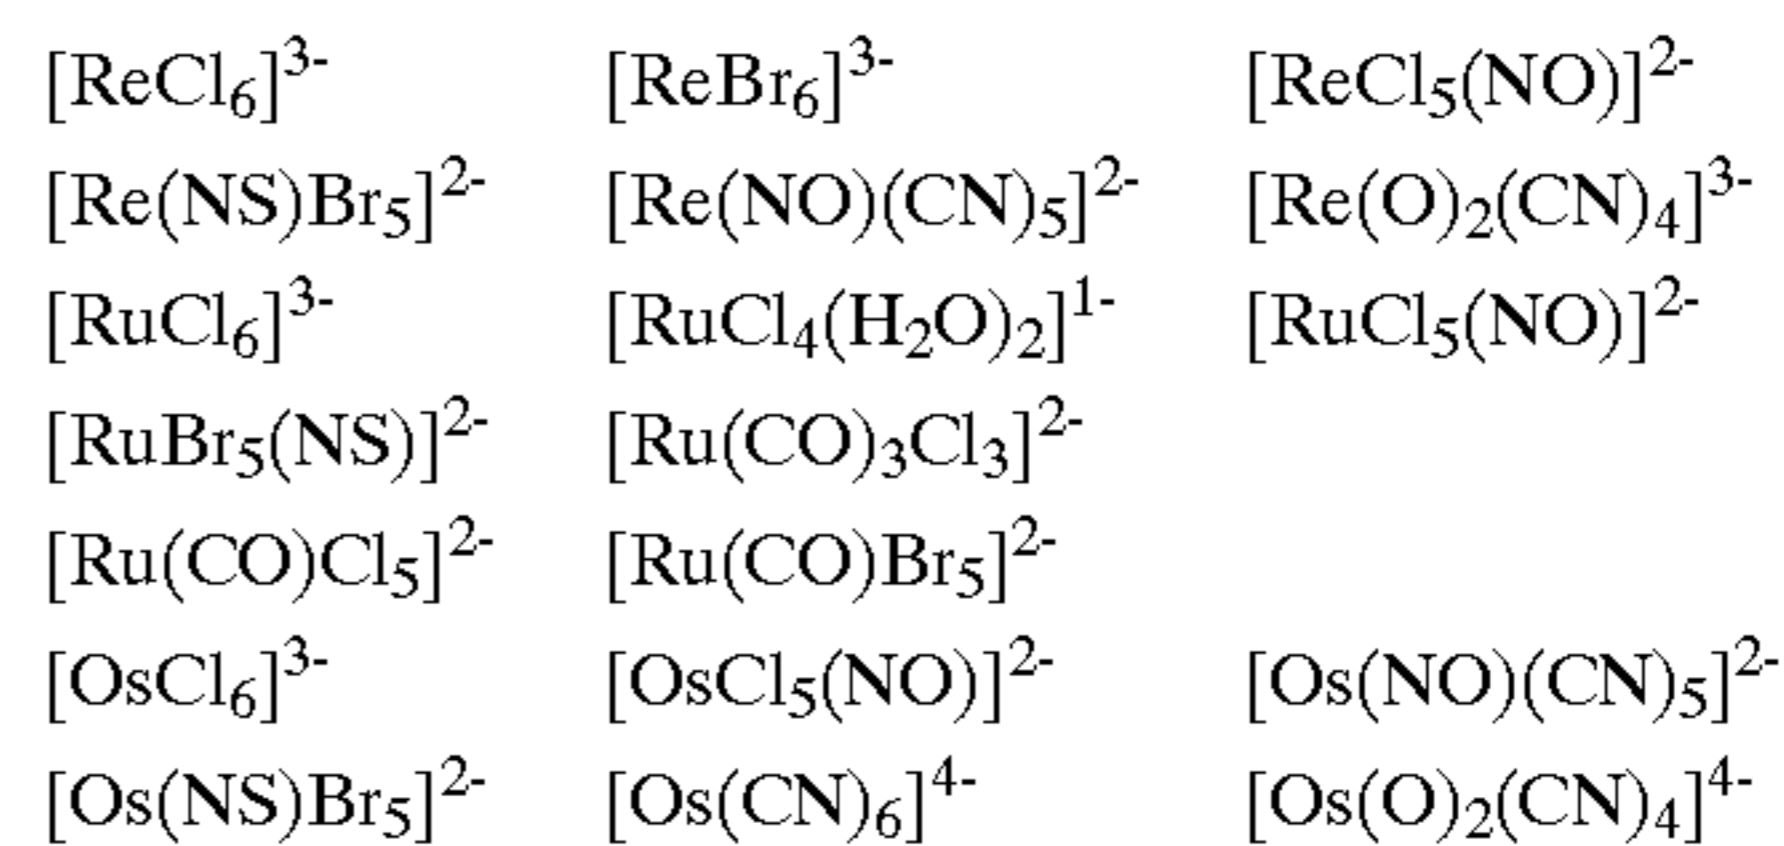 [ReCl₆]³⁻ [ReBr₆]³⁻ [ReCl₅(NO)]²⁻
[Re(NS)Br₅]²⁻ [Re(NO)(CN)₅]²⁻ [Re(O)₂(CN)₄]³⁻
[RuCl₆]³⁻ [RuCl₄(H₂O)₂]¹⁻ [RuCl₅(NO)]²⁻
[RuBr₅(NS)]²⁻ [Ru(CO)₃Cl₃]²⁻
[Ru(CO)Cl₅]²⁻ [Ru(CO)Br₅]²⁻
[OsCl₆]³⁻ [OsCl₅(NO)]²⁻ [Os(NO)(CN)₅]²⁻
[Os(NS)Br₅]²⁻ [Os(CN)₆]⁴⁻ [Os(O)₂(CN)₄]⁴⁻